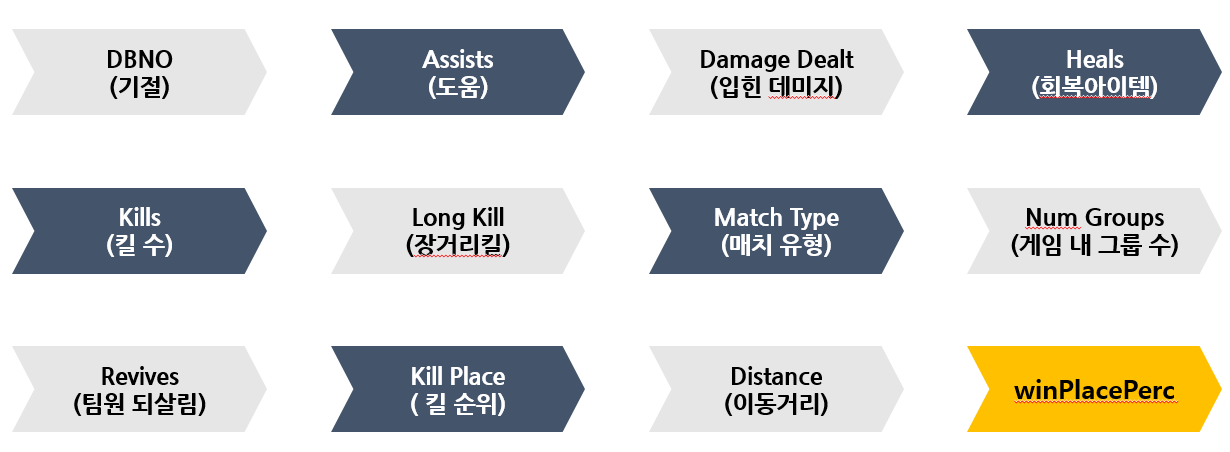 DBNO
(기절)
Assists
(도움)
Damage Dealt
(입힌 데미지)
Heals
(회복아이템)
Kills
(킬 수)
Long Kill
(장거리킬)
Match Type
(매치 유형)
Num Groups
(게임 내 그룹 수)
Revives
(팀원 되살림)
Kill Place
( 킬 순위)
Distance
(이동거리)
winPlacePerc